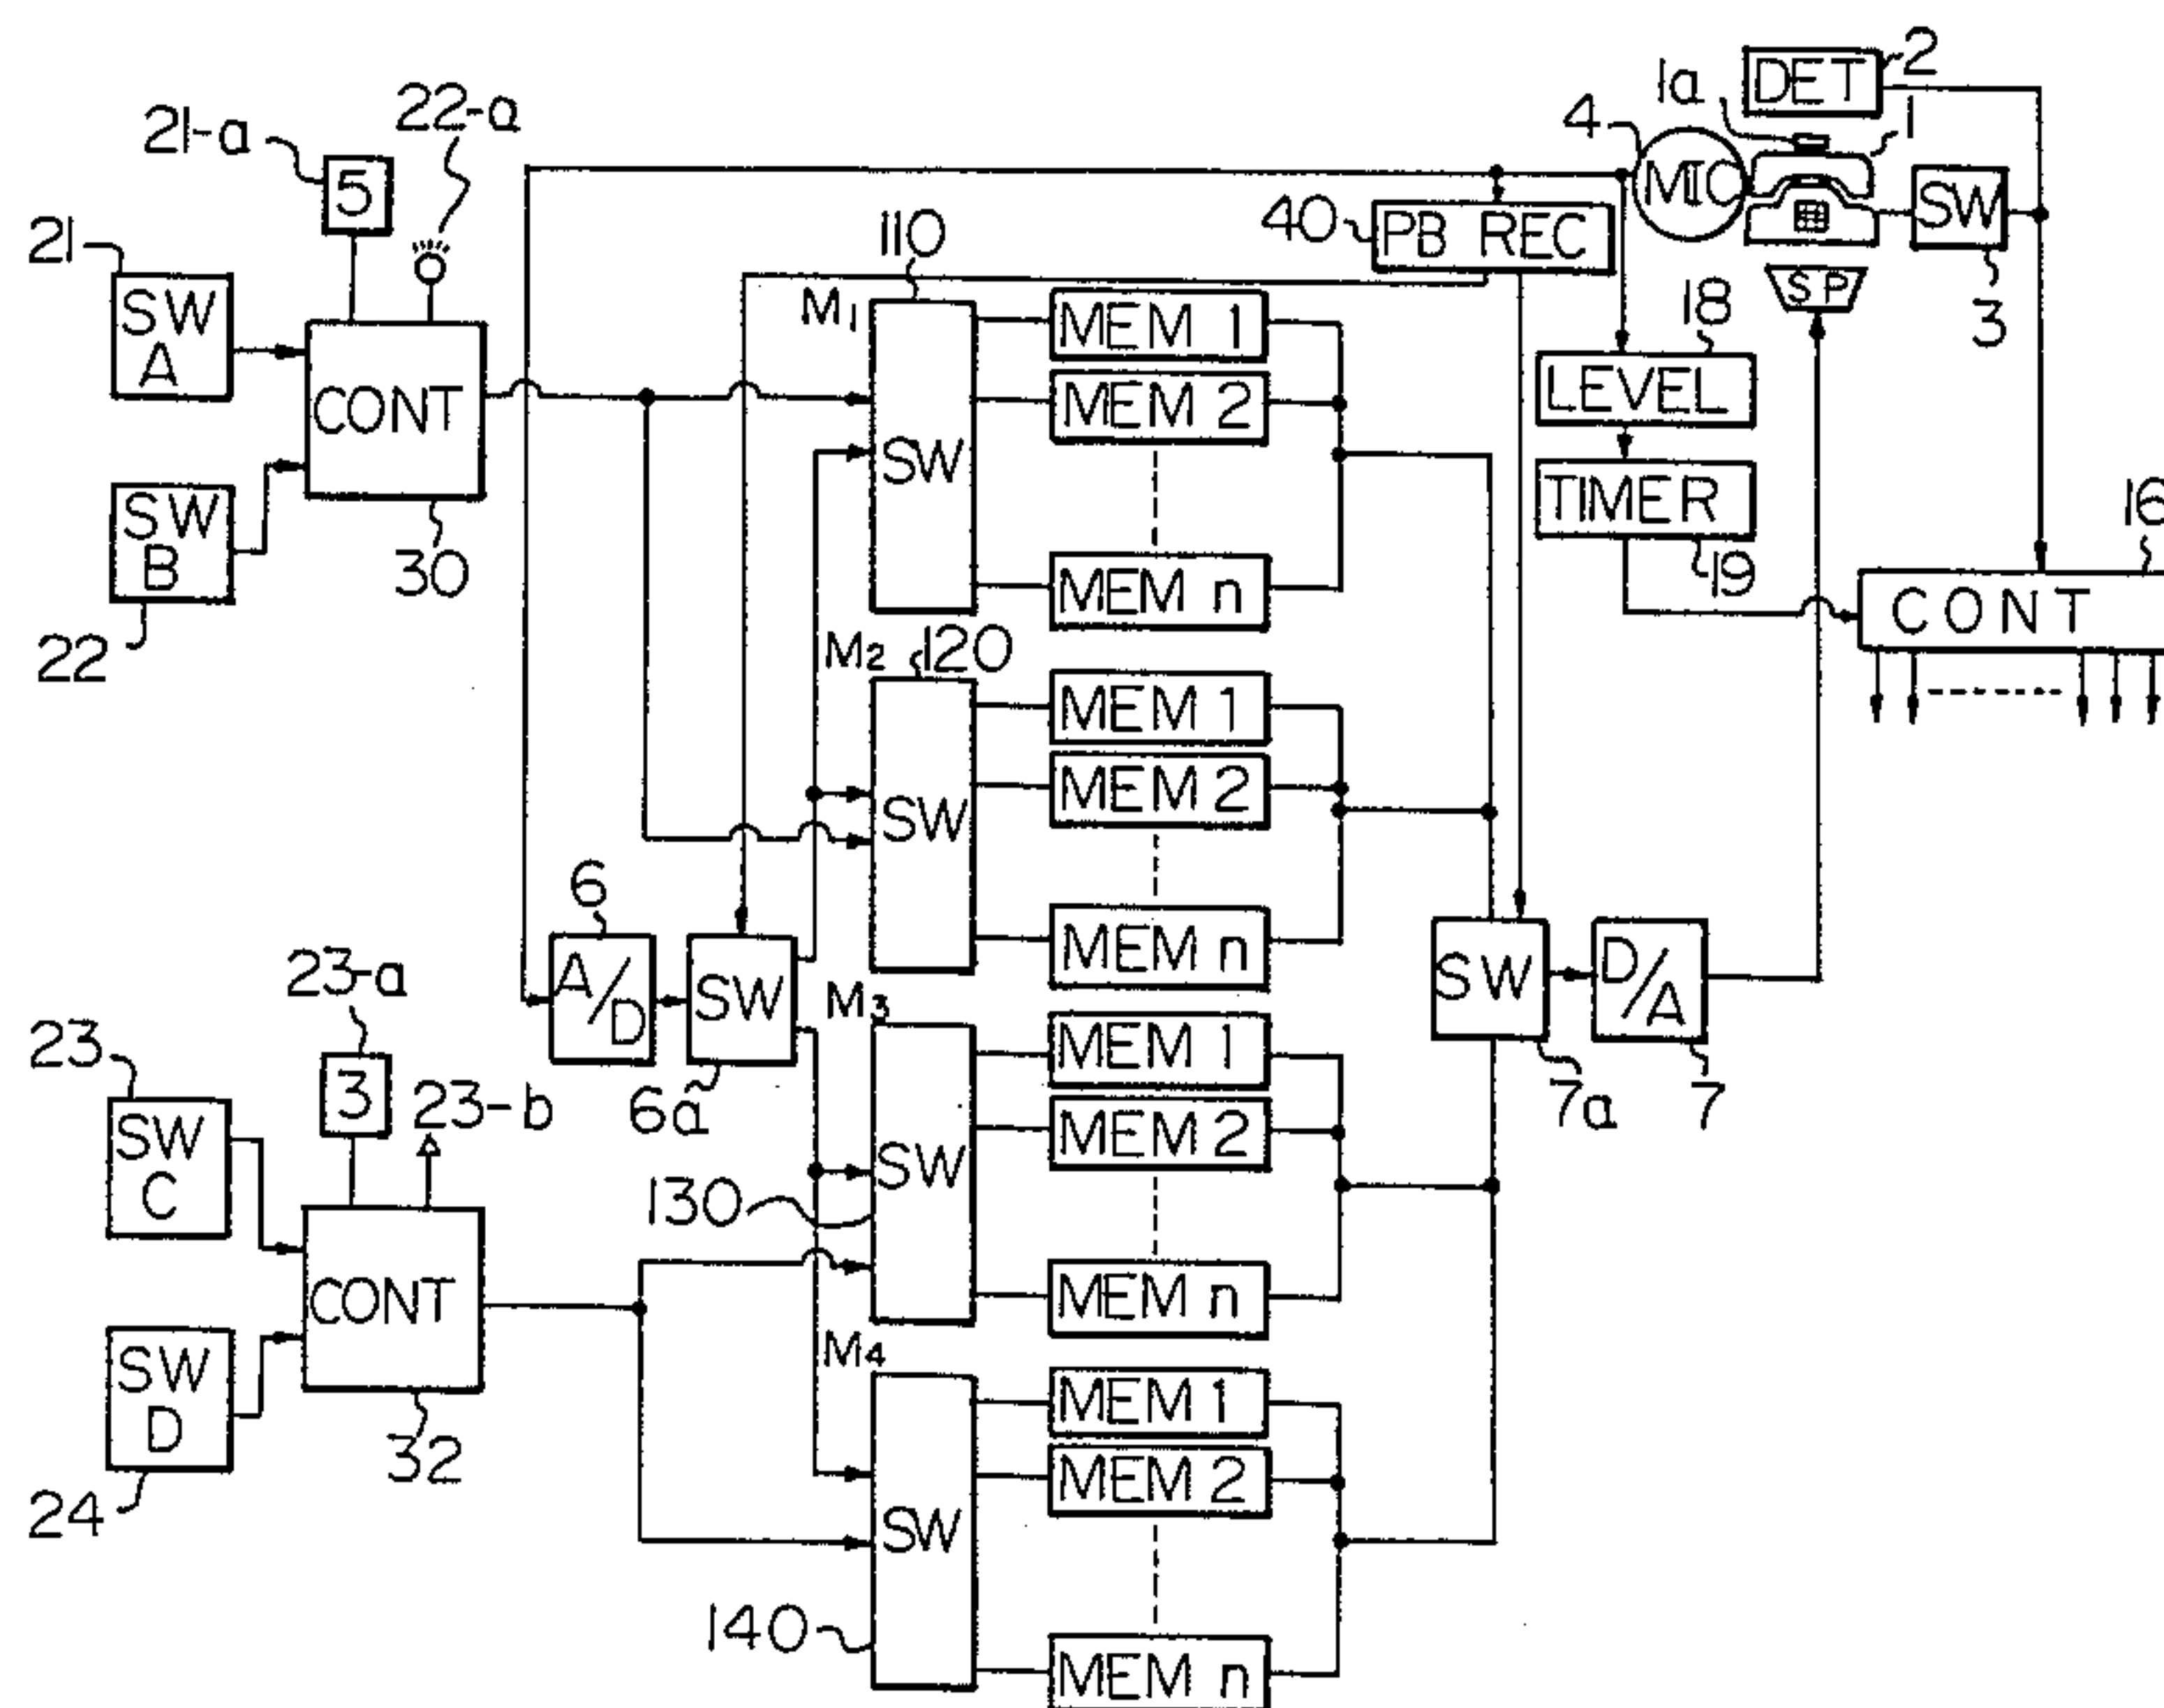 DET
2
1a
1
4
MIC
SW
3
SP
21-a
5
22-a
21
SW
A
CONT
SW
B
22
30
40
PB REC
18
LEVEL
TIMER
19
16
CONT
M1
110
SW
MEM 1
MEM 2
MEM n
M2
120
SW
MEM 1
MEM 2
MEM n
6
A/D
SW
6a
SW
7a
D/A
7
M3
130
SW
MEM 1
MEM 2
MEM n
23-a
3
23-b
23
SW
C
CONT
SW
D
24
32
M4
140
SW
MEM 1
MEM 2
MEM n